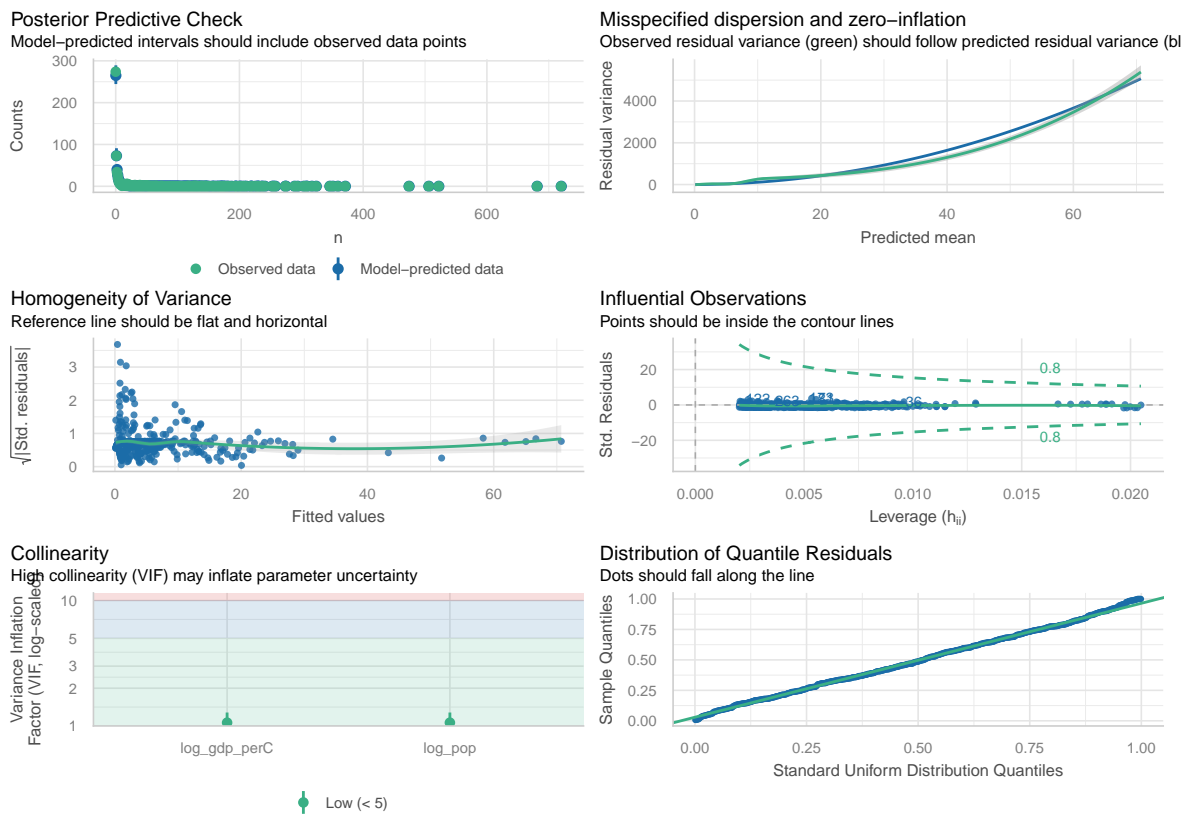 Posterior Predictive Check
Model−predicted intervals should include observed data points
300
200
100
0
Counts
0 200 400 600
n
Observed data Model−predicted data
Misspecified dispersion and zero−inflation
Observed residual variance (green) should follow predicted residual variance (bl
4000
2000
0
Residual variance
0 20 40 60
Predicted mean
Homogeneity of Variance
Reference line should be flat and horizontal
3
2
1
0
√|Std. residuals|
0 20 40 60
Fitted values
Influential Observations
Points should be inside the contour lines
20
0
−20
Std. Residuals
0.8
0.8
36
0.000 0.005 0.010 0.015 0.020
Leverage (hii)
Collinearity
High collinearity (VIF) may inflate parameter uncertainty
10
5
3
2
1
Variance Inflation
Factor (VIF, log−scaled)
log_gdp_perC log_pop
Low (< 5)
Distribution of Quantile Residuals
Dots should fall along the line
1.00
0.75
0.50
0.25
0.00
Sample Quantiles
0.00 0.25 0.50 0.75 1.00
Standard Uniform Distribution Quantiles